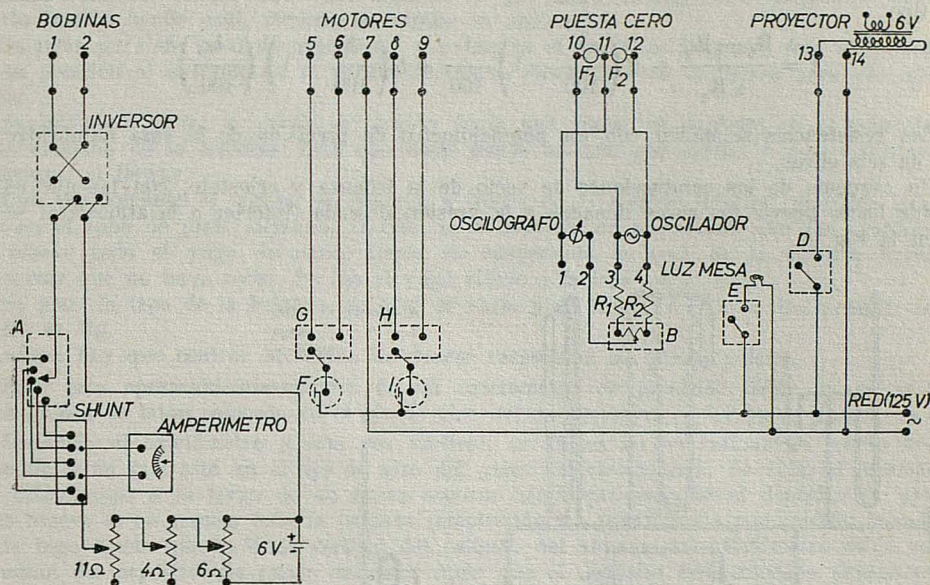 BOBINAS MOTORES PUESTA CERO PROYECTOR 6V
1 2 5 6 7 8 9 10 11 12 13 14
F1 F2
INVERSOR
OSCILOGRAFO OSCILADOR
D
1 2 3 4 LUZ MESA
E
R1 R2
A G H B
F I
SHUNT RED (125 V)
AMPERIMETRO ~
+
6V
-
11Ω 4Ω 6Ω